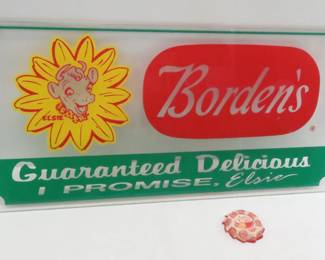 ELSIE
Borden's
®
Guaranteed Delicious
I PROMISE, Elsie